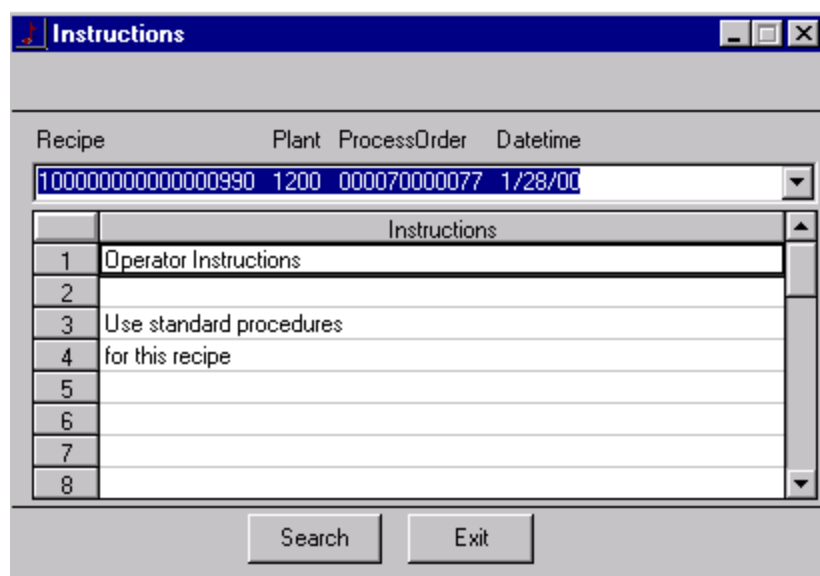 Instructions
Recipe Plant ProcessOrder Datetime
100000000000000990 1200 000070000077 1/28/00
Instructions
1 Operator Instructions
2
3 Use standard procedures
4 for this recipe
5
6
7
8
Search Exit